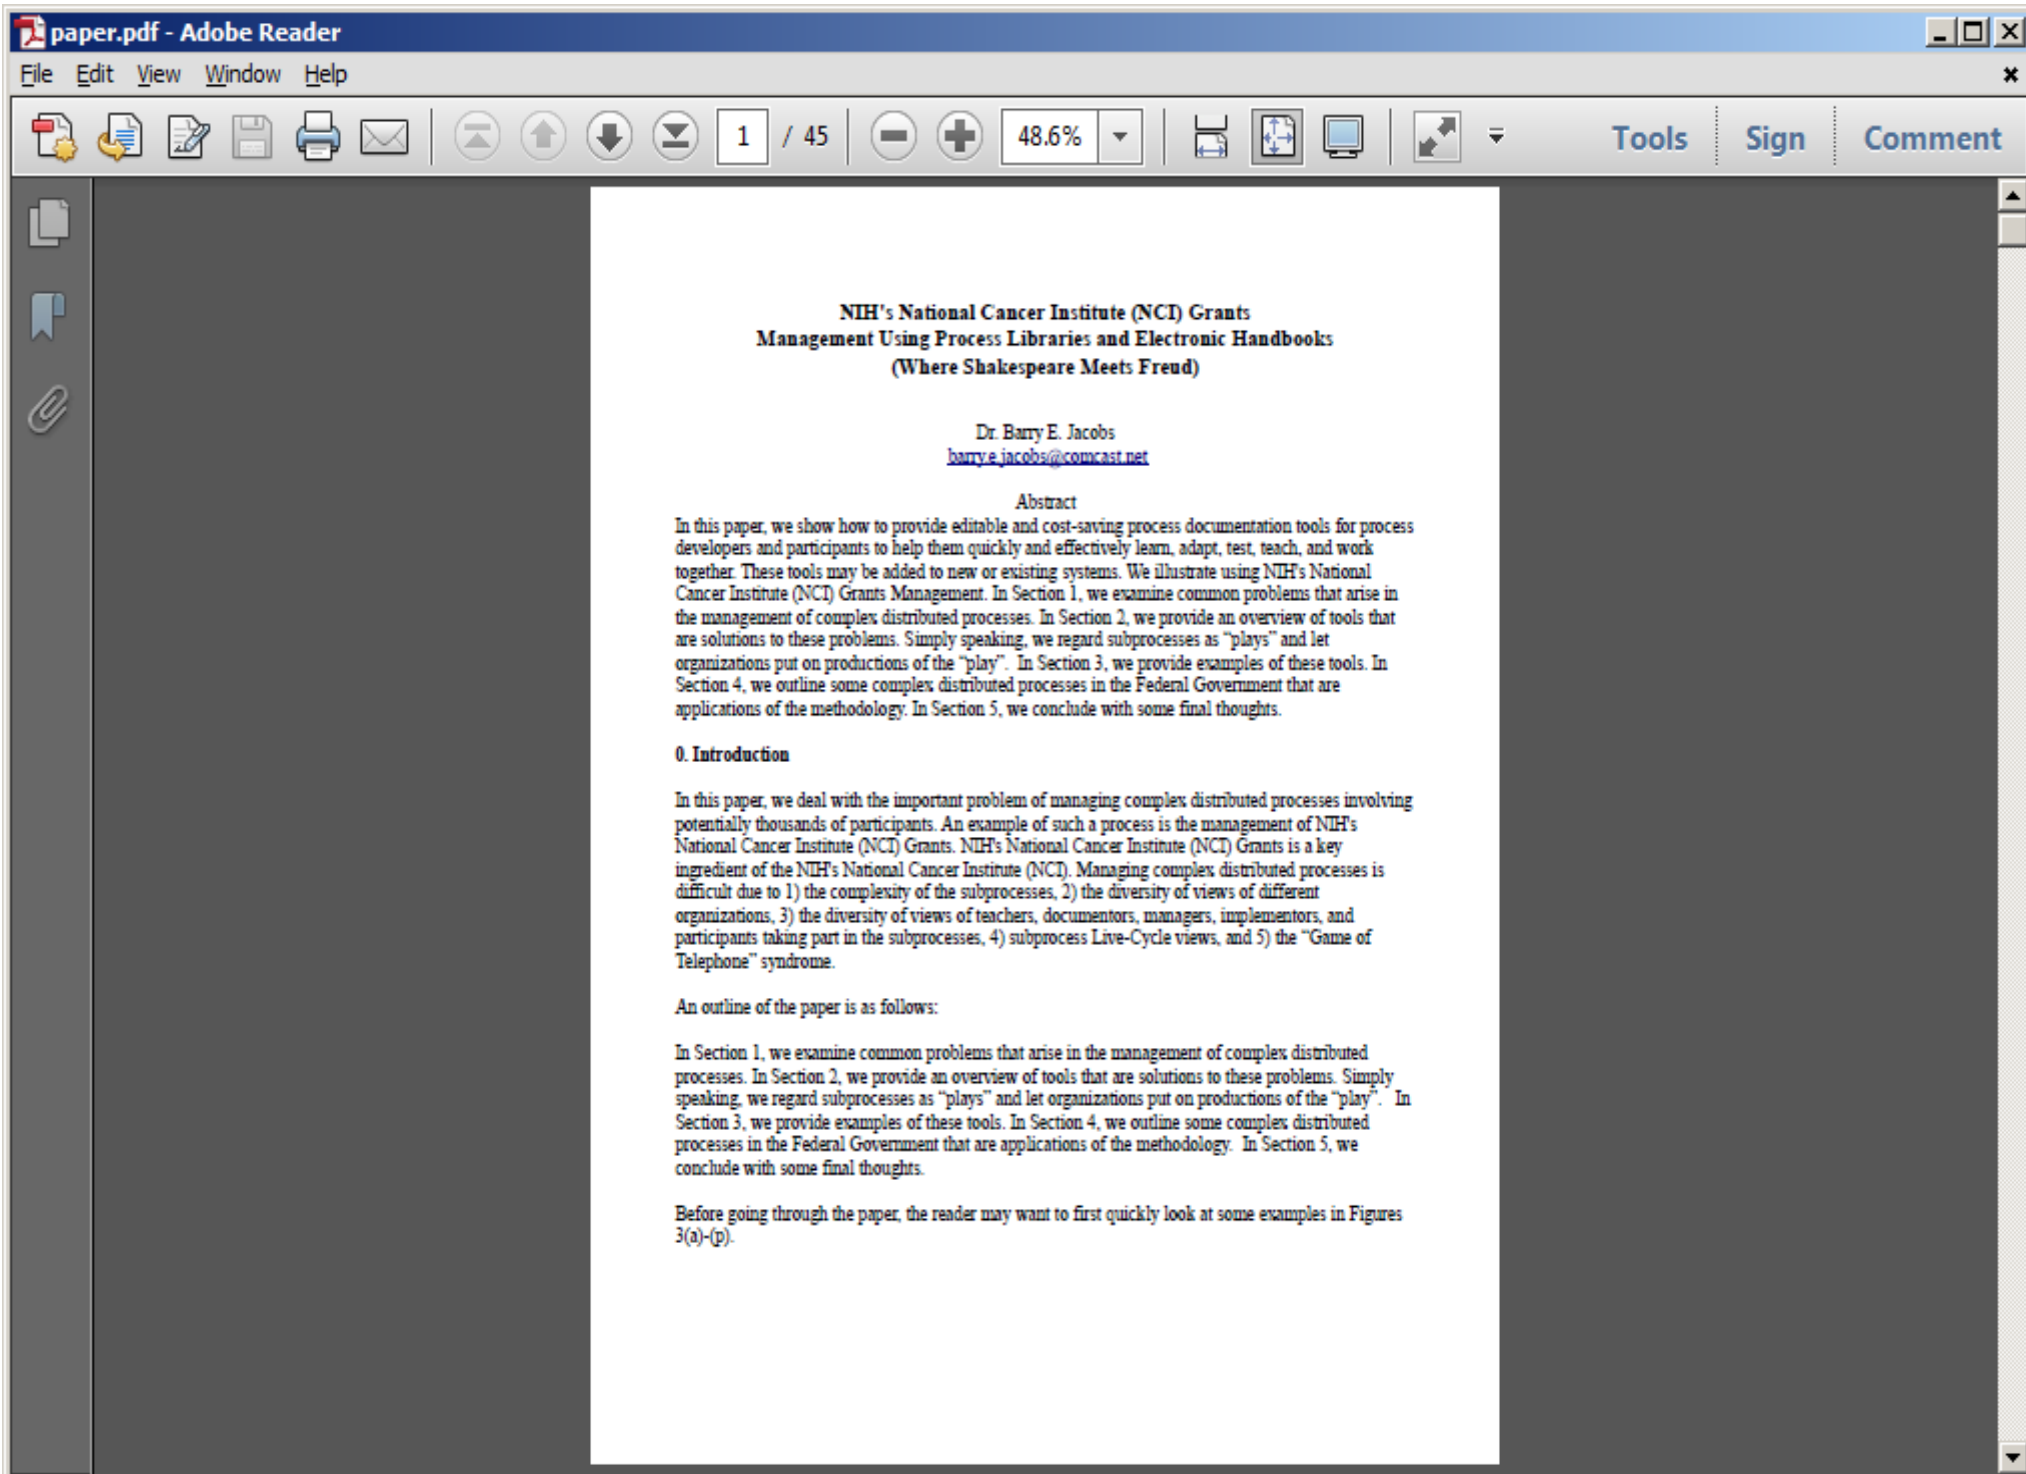 paper.pdf - Adobe Reader
File Edit View Window Help
1 / 45 48.6% Tools Sign Comment
NIH's National Cancer Institute (NCI) Grants
Management Using Process Libraries and Electronic Handbooks
(Where Shakespeare Meets Freud)
Dr. Barry E. Jacobs
barry.e.jacobs@comcast.net
Abstract
In this paper, we show how to provide editable and cost-saving process documentation tools for process
developers and participants to help them quickly and effectively learn, adapt, test, teach, and work
together. These tools may be added to new or existing systems. We illustrate using NIH's National
Cancer Institute (NCI) Grants Management. In Section 1, we examine common problems that arise in
the management of complex distributed processes. In Section 2, we provide an overview of tools that
are solutions to these problems. Simply speaking, we regard subprocesses as “plays” and let
organizations put on productions of the “play”.  In Section 3, we provide examples of these tools. In
Section 4, we outline some complex distributed processes in the Federal Government that are
applications of the methodology. In Section 5, we conclude with some final thoughts.
0. Introduction
In this paper, we deal with the important problem of managing complex distributed processes involving
potentially thousands of participants. An example of such a process is the management of NIH's
National Cancer Institute (NCI) Grants. NIH's National Cancer Institute (NCI) Grants is a key
ingredient of the NIH's National Cancer Institute (NCI). Managing complex distributed processes is
difficult due to 1) the complexity of the subprocesses, 2) the diversity of views of different
organizations, 3) the diversity of views of teachers, documentors, managers, implementors, and
participants taking part in the subprocesses, 4) subprocess Live-Cycle views, and 5) the “Game of
Telephone” syndrome.
An outline of the paper is as follows:
In Section 1, we examine common problems that arise in the management of complex distributed
processes. In Section 2, we provide an overview of tools that are solutions to these problems. Simply
speaking, we regard subprocesses as “plays” and let organizations put on productions of the “play”.   In
Section 3, we provide examples of these tools. In Section 4, we outline some complex distributed
processes in the Federal Government that are applications of the methodology.  In Section 5, we
conclude with some final thoughts.
Before going through the paper, the reader may want to first quickly look at some examples in Figures
3(a)-(p).